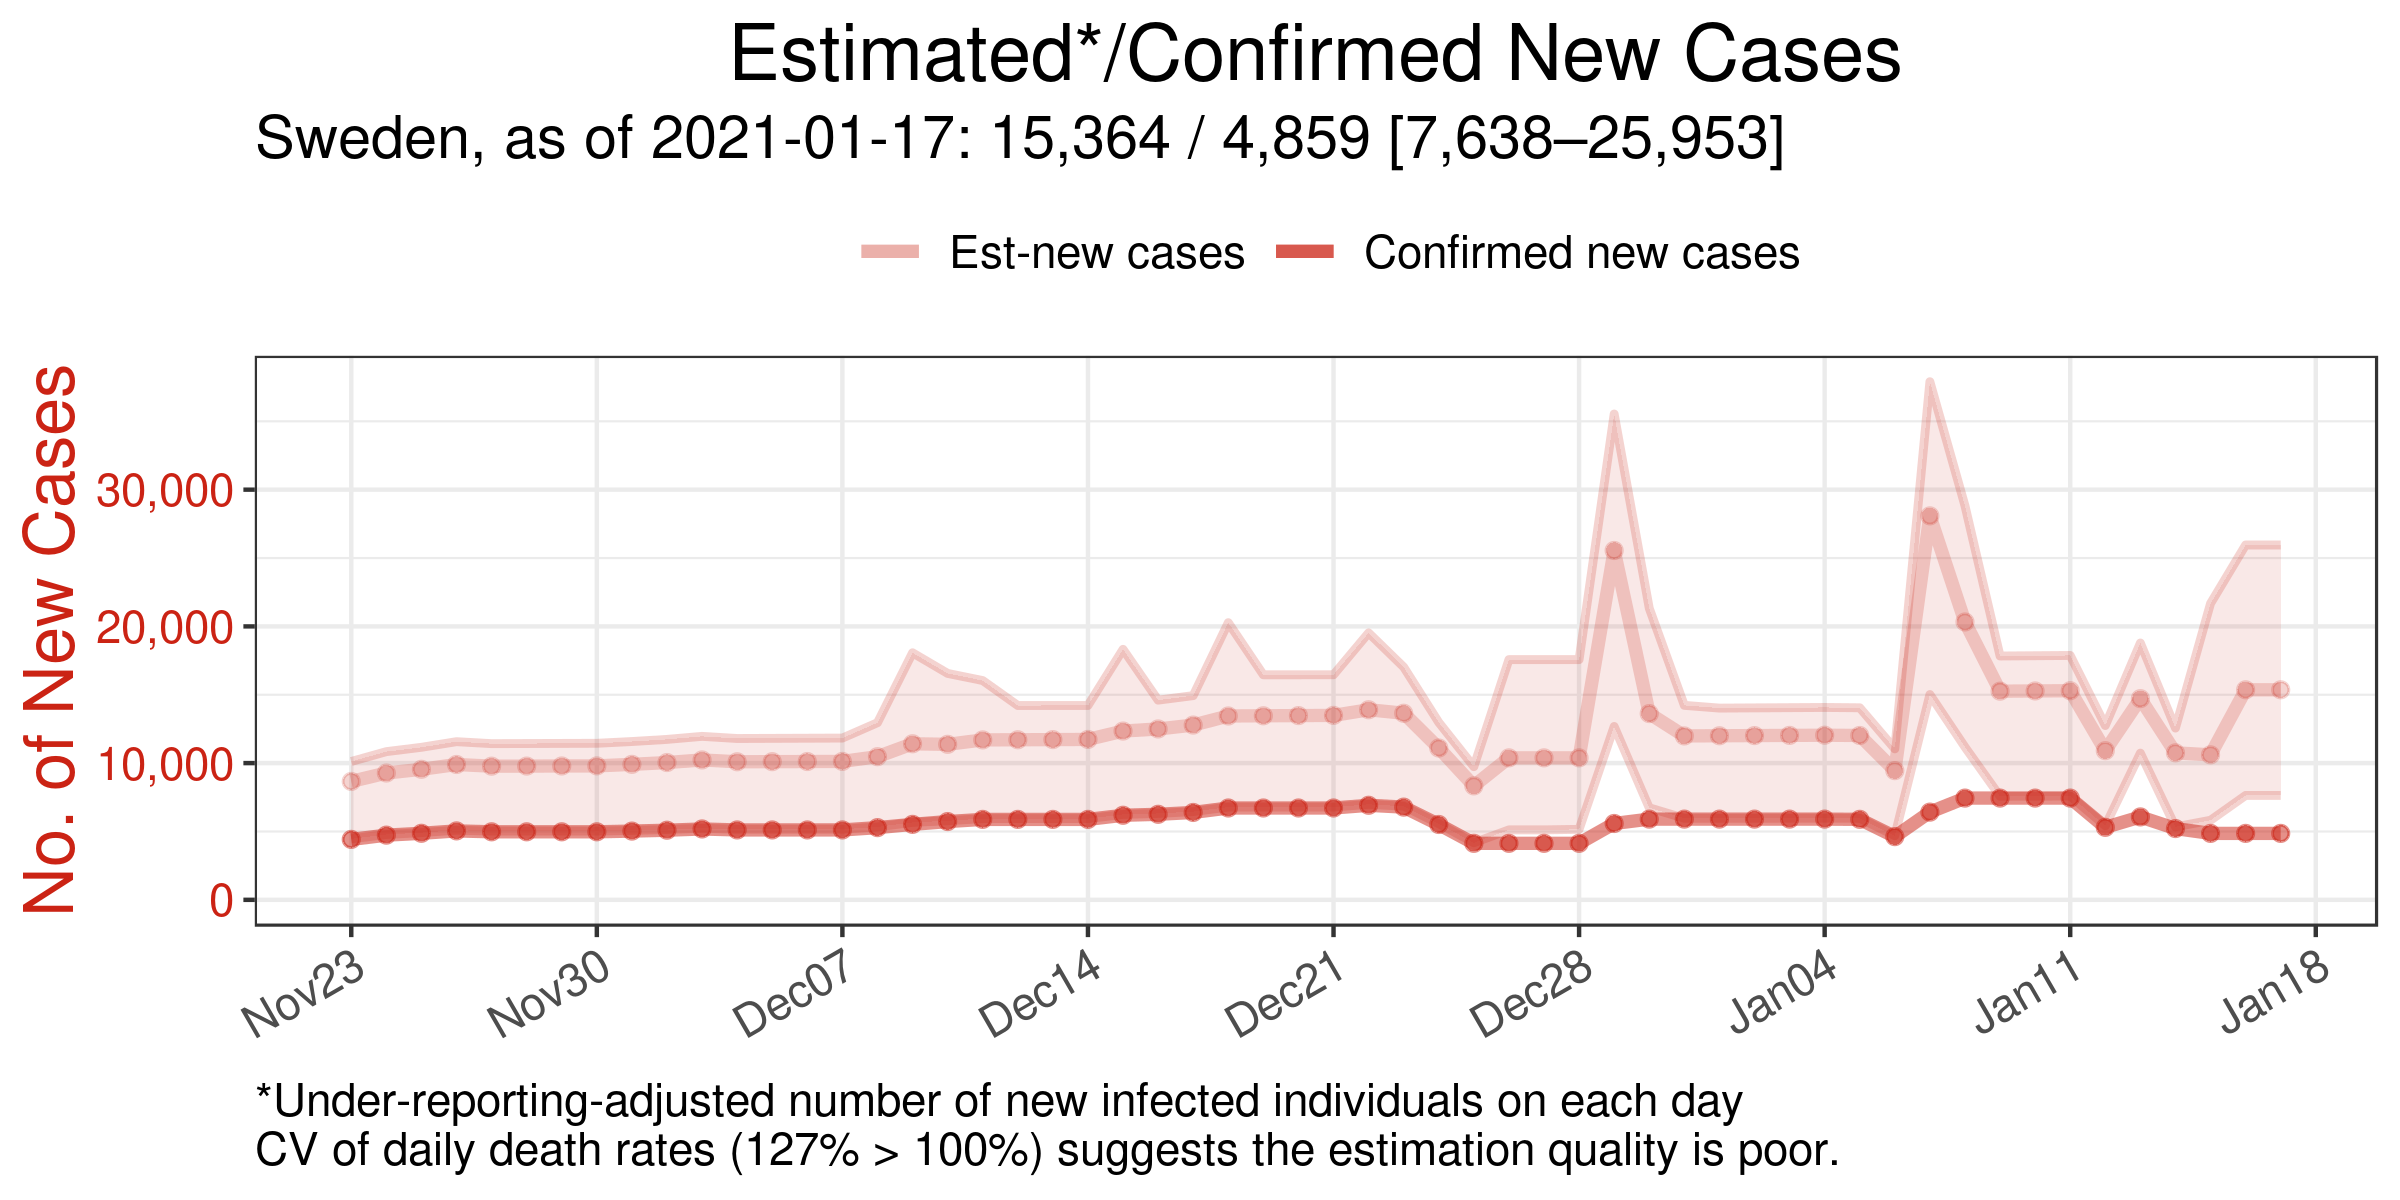 Estimated*/Confirmed New Cases
Sweden, as of 2021-01-17: 15,364 / 4,859 [7,638–25,953]
Est-new cases Confirmed new cases
No. of New Cases
30,000
20,000
10,000
0
Nov23 Nov30 Dec07 Dec14 Dec21 Dec28 Jan04 Jan11 Jan18
*Under-reporting-adjusted number of new infected individuals on each day
CV of daily death rates (127% > 100%) suggests the estimation quality is poor.